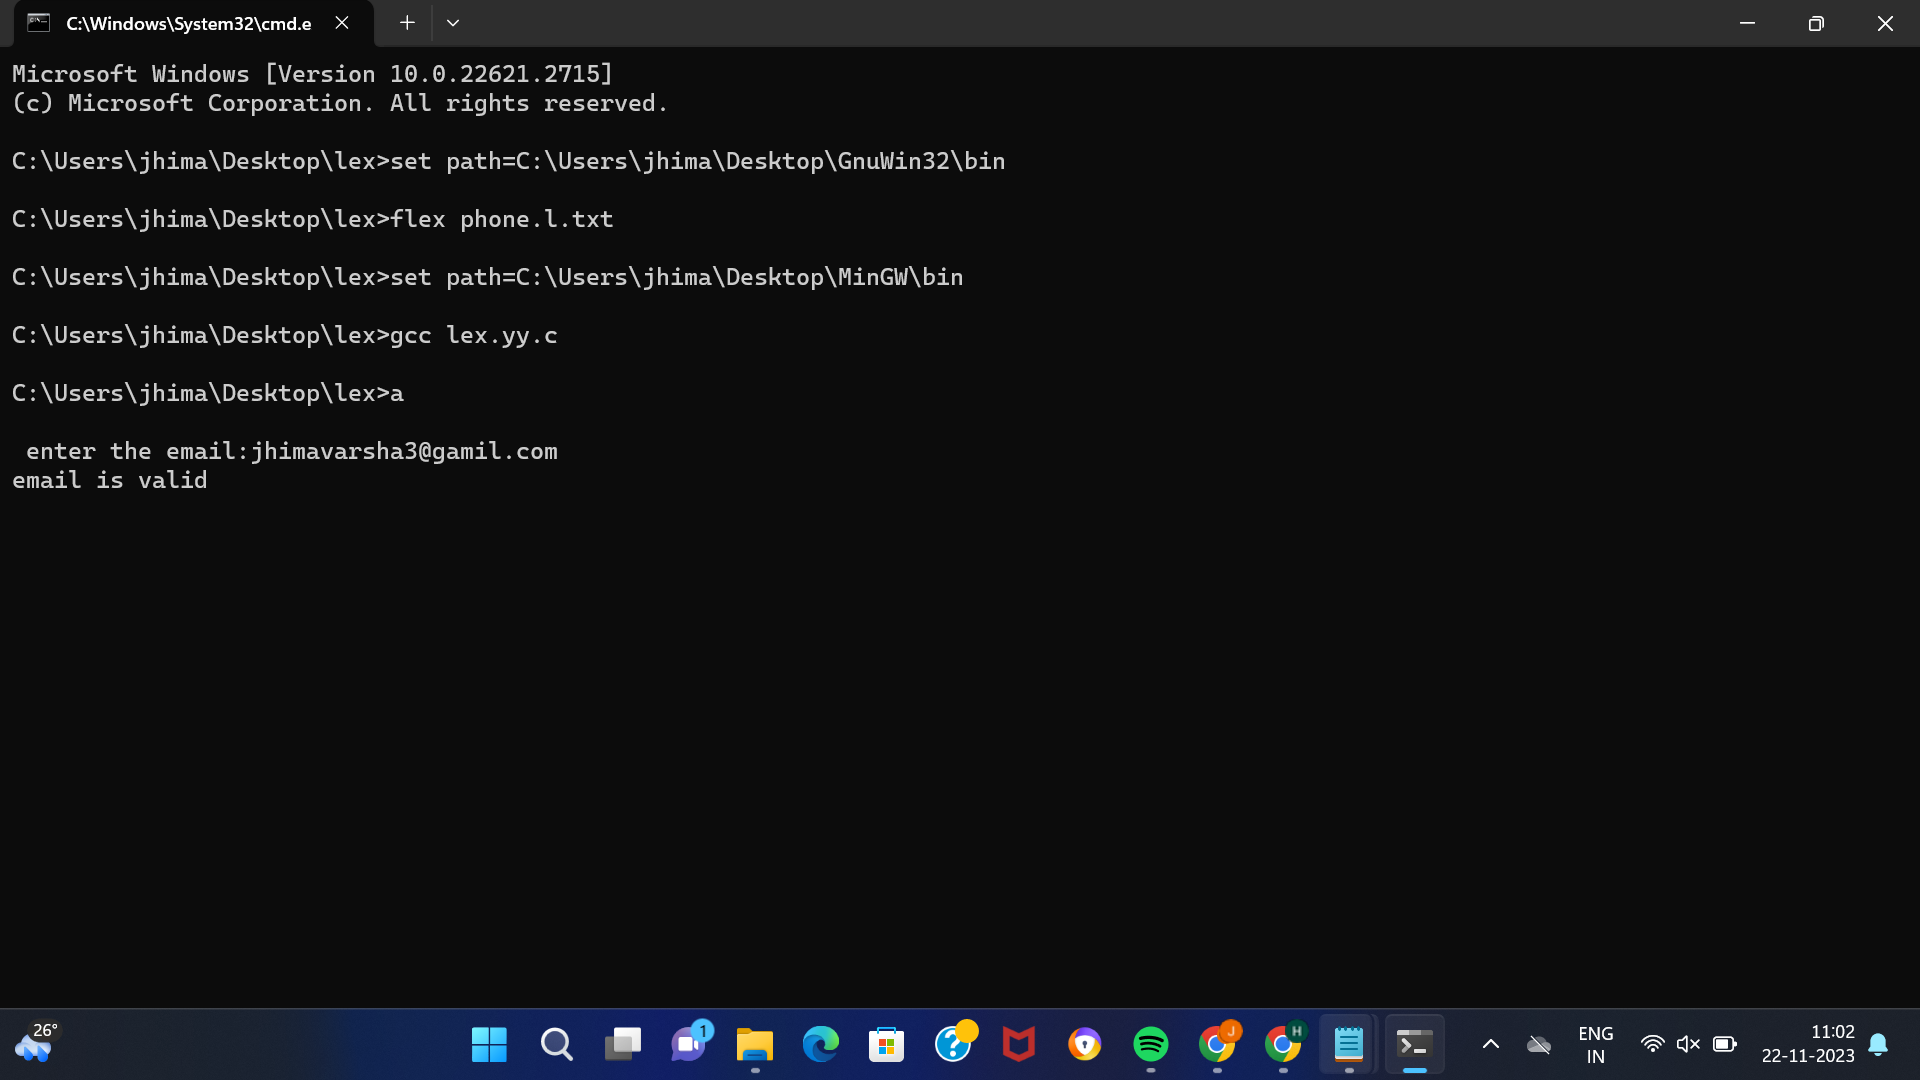 C:\Windows\System32\cmd.e
Microsoft Windows [Version 10.0.22621.2715]
(c) Microsoft Corporation. All rights reserved.
C:\Users\jhima\Desktop\lex>set path=C:\Users\jhima\Desktop\GnuWin32\bin
C:\Users\jhima\Desktop\lex>flex phone.l.txt
C:\Users\jhima\Desktop\lex>set path=C:\Users\jhima\Desktop\MinGW\bin
C:\Users\jhima\Desktop\lex>gcc lex.yy.c
C:\Users\jhima\Desktop\lex>a
enter the email:jhimavarsha3@gamil.com
email is valid
26°
1
J
H
ENG
IN
11:02
22-11-2023